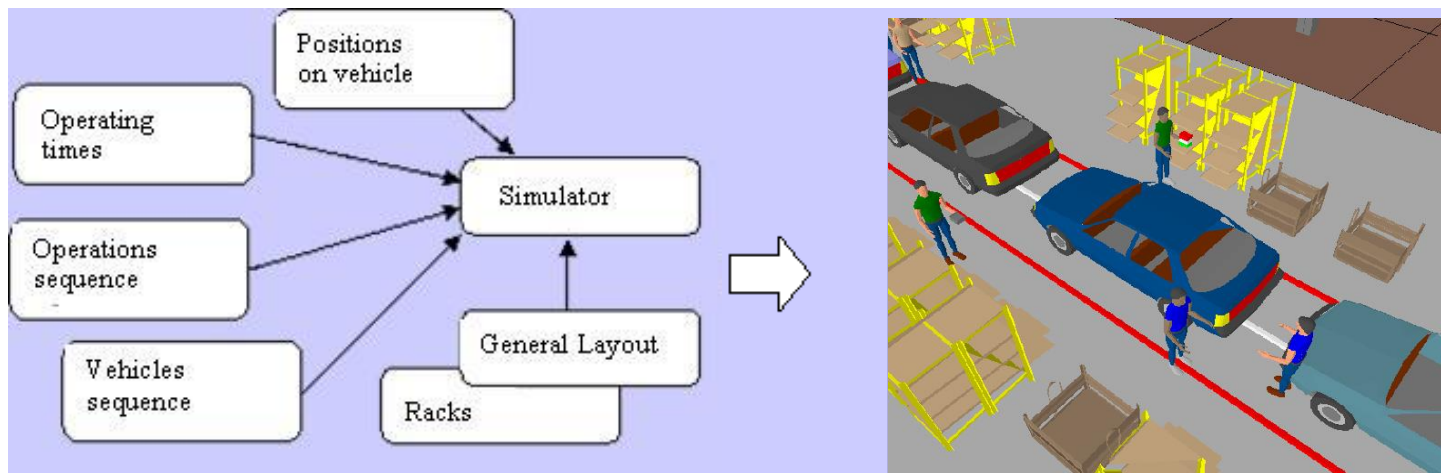 Positions
on vehicle
Operating
times
Simulator
Operations
sequence
General Layout
Vehicles
sequence
Racks